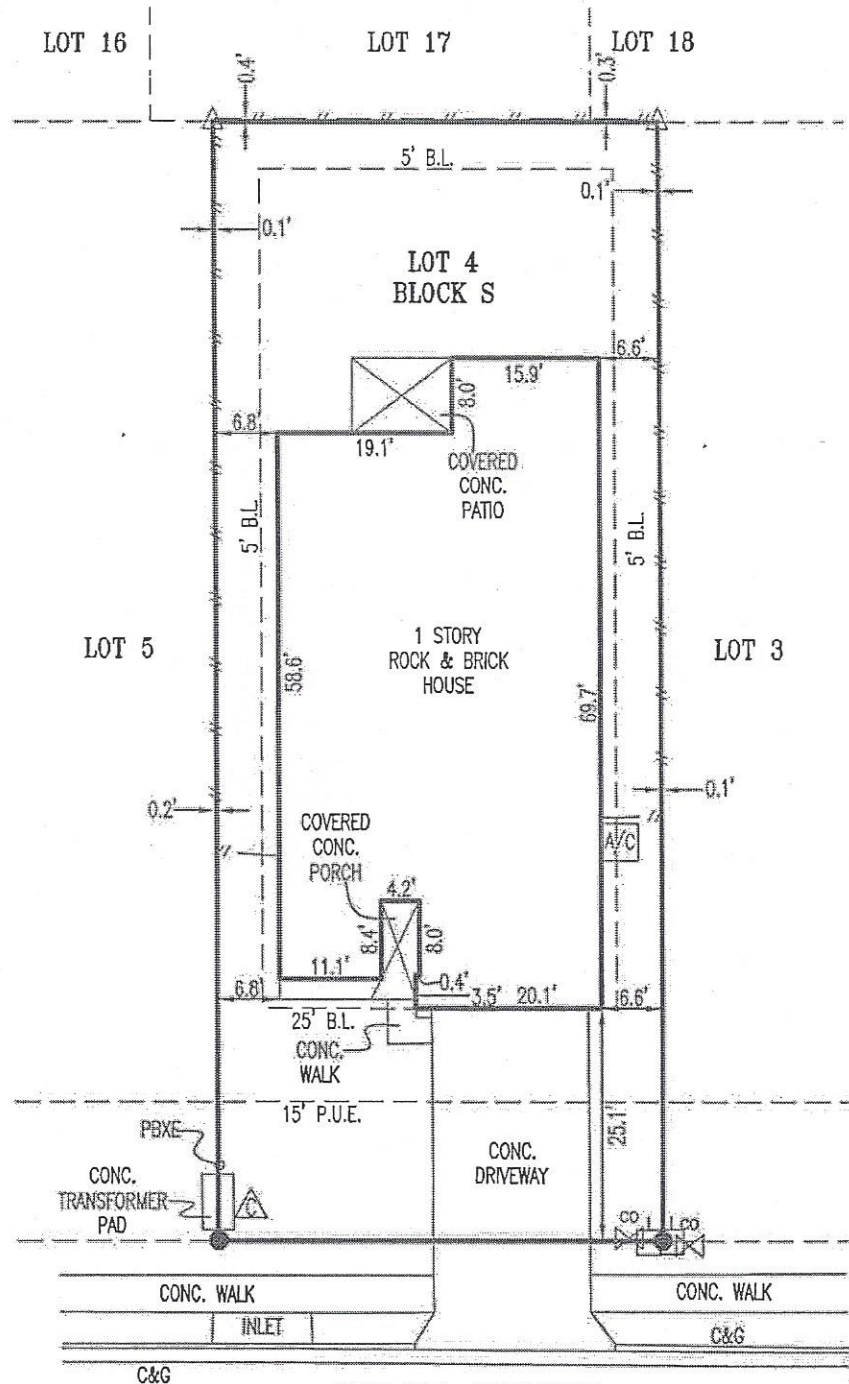 LOT 16
LOT 17
LOT 18
0.4'
0.3'
5' B.L.
0.1'
0.1'
LOT 4
BLOCK S
6.6'
15.9'
8.0'
6.8'
19.1'
COVERED
CONC.
PATIO
5' B.L.
5' B.L.
LOT 5
1 STORY
ROCK & BRICK
HOUSE
LOT 3
58.6'
69.7'
0.2'
0.1'
COVERED
CONC.
PORCH
A/C
4.2'
8.4'
8.0'
11.1'
0.4'
6.8'
3.5'
20.1'
6.6'
25' B.L.
CONC.
WALK
15' P.U.E.
25.1'
PBXE
CONC.
TRANSFORMER
PAD
C
CONC.
DRIVEWAY
CO
CO
CONC. WALK
CONC. WALK
INLET
C&G
C&G